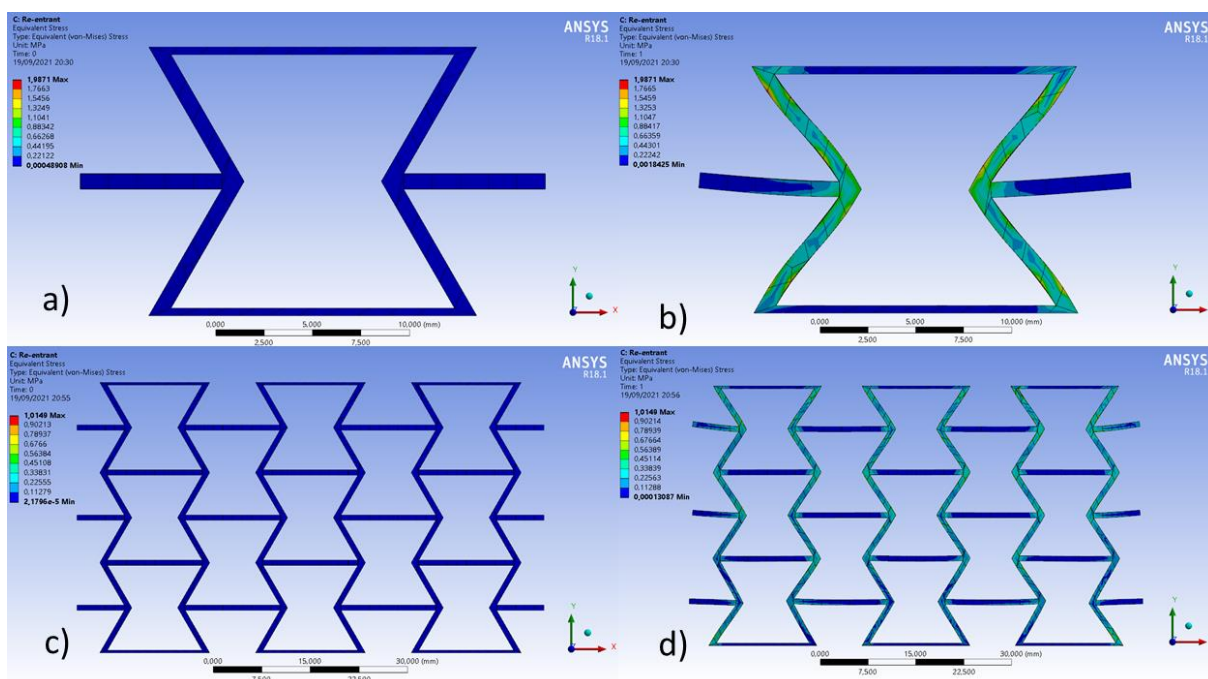 C: Re-entrant
Equivalent Stress
Type: Equivalent (von-Mises) Stress
Unit: MPa
Time: 0
19/09/2021 20:30
1,9871 Max
1,7663
1,5456
1,3249
1,1041
0,88342
0,66268
0,44195
0,22122
0,00048908 Min
ANSYS
R18.1
a)
0,000
5,000
10,000 (mm)
2,500
7,500
Y
X
C: Re-entrant
Equivalent Stress
Type: Equivalent (von-Mises) Stress
Unit: MPa
Time: 1
19/09/2021 20:30
1,9871 Max
1,7665
1,5459
1,3253
1,1047
0,88417
0,66359
0,44301
0,22242
0,0018425 Min
ANSYS
R18.1
b)
0,000
5,000
10,000 (mm)
2,500
7,500
Y
X
C: Re-entrant
Equivalent Stress
Type: Equivalent (von-Mises) Stress
Unit: MPa
Time: 0
19/09/2021 20:55
1,0149 Max
0,90213
0,78937
0,6766
0,56384
0,45108
0,33831
0,22555
0,11279
2,1796e-5 Min
ANSYS
R18.1
c)
0,000
15,000
30,000 (mm)
7,500
22,500
Y
X
C: Re-entrant
Equivalent Stress
Type: Equivalent (von-Mises) Stress
Unit: MPa
Time: 1
19/09/2021 20:56
1,0149 Max
0,90214
0,78939
0,67664
0,56389
0,45114
0,33839
0,22563
0,11288
0,00013087 Min
ANSYS
R18.1
d)
0,000
15,000
30,000 (mm)
7,500
22,500
Y
X